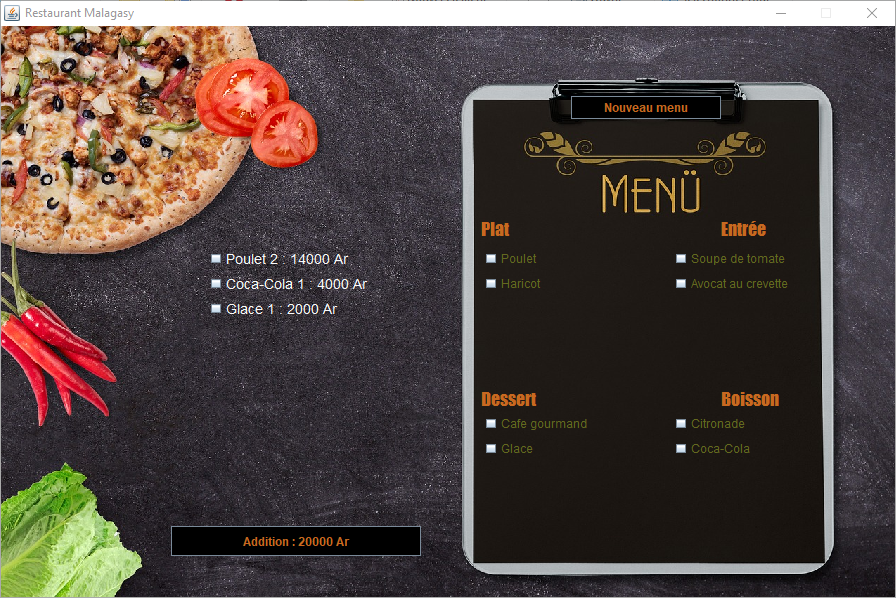 Restaurant Malagasy
Nouveau menu
MENÜ
Plat
Entrée
Poulet
Soupe de tomate
Haricot
Avocat au crevette
Dessert
Boisson
Cafe gourmand
Citronade
Glace
Coca-Cola
Poulet 2 : 14000 Ar
Coca-Cola 1 : 4000 Ar
Glace 1 : 2000 Ar
Addition : 20000 Ar